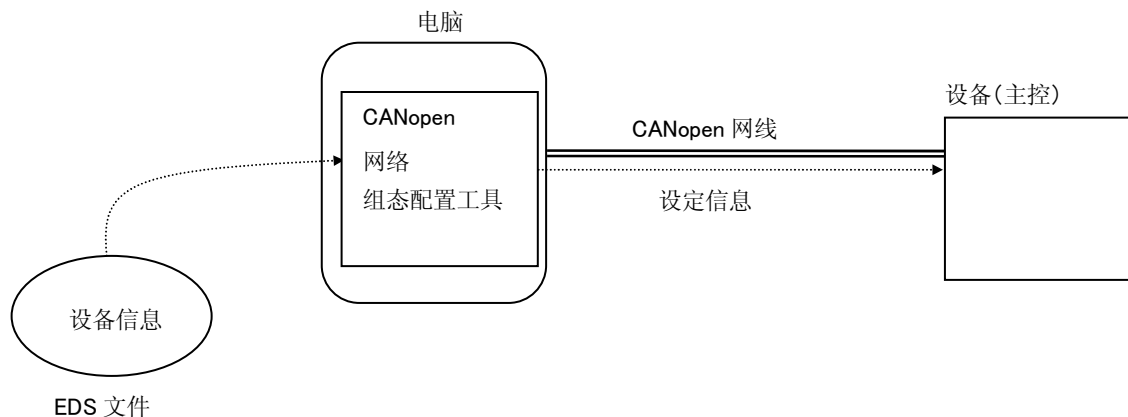 电脑
设备(主控)
CANopen
网络
组态配置工具
CANopen 网线
设定信息
设备信息
EDS 文件